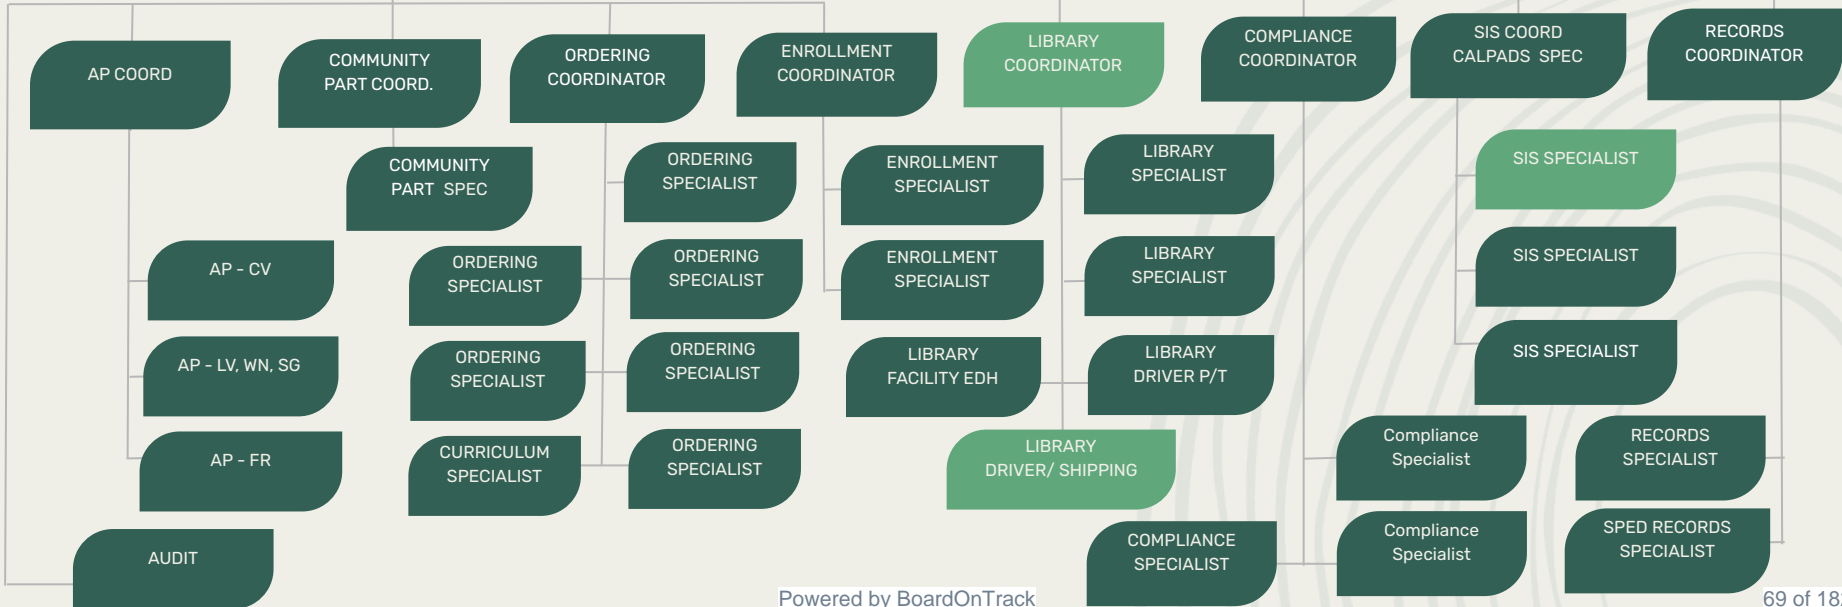 AP COORD
COMMUNITY
PART COORD.
ORDERING
COORDINATOR
ENROLLMENT
COORDINATOR
LIBRARY
COORDINATOR
COMPLIANCE
COORDINATOR
SIS COORD
CALPADS SPEC
RECORDS
COORDINATOR
COMMUNITY
PART SPEC
ORDERING
SPECIALIST
ENROLLMENT
SPECIALIST
LIBRARY
SPECIALIST
SIS SPECIALIST
AP - CV
ORDERING
SPECIALIST
ORDERING
SPECIALIST
ENROLLMENT
SPECIALIST
LIBRARY
SPECIALIST
SIS SPECIALIST
AP - LV, WN, SG
ORDERING
SPECIALIST
ORDERING
SPECIALIST
LIBRARY
FACILITY EDH
LIBRARY
DRIVER P/T
SIS SPECIALIST
AP - FR
CURRICULUM
SPECIALIST
ORDERING
SPECIALIST
LIBRARY
DRIVER/ SHIPPING
Compliance
Specialist
RECORDS
SPECIALIST
AUDIT
COMPLIANCE
SPECIALIST
Compliance
Specialist
SPED RECORDS
SPECIALIST
Powered by BoardOnTrack
69 of 18